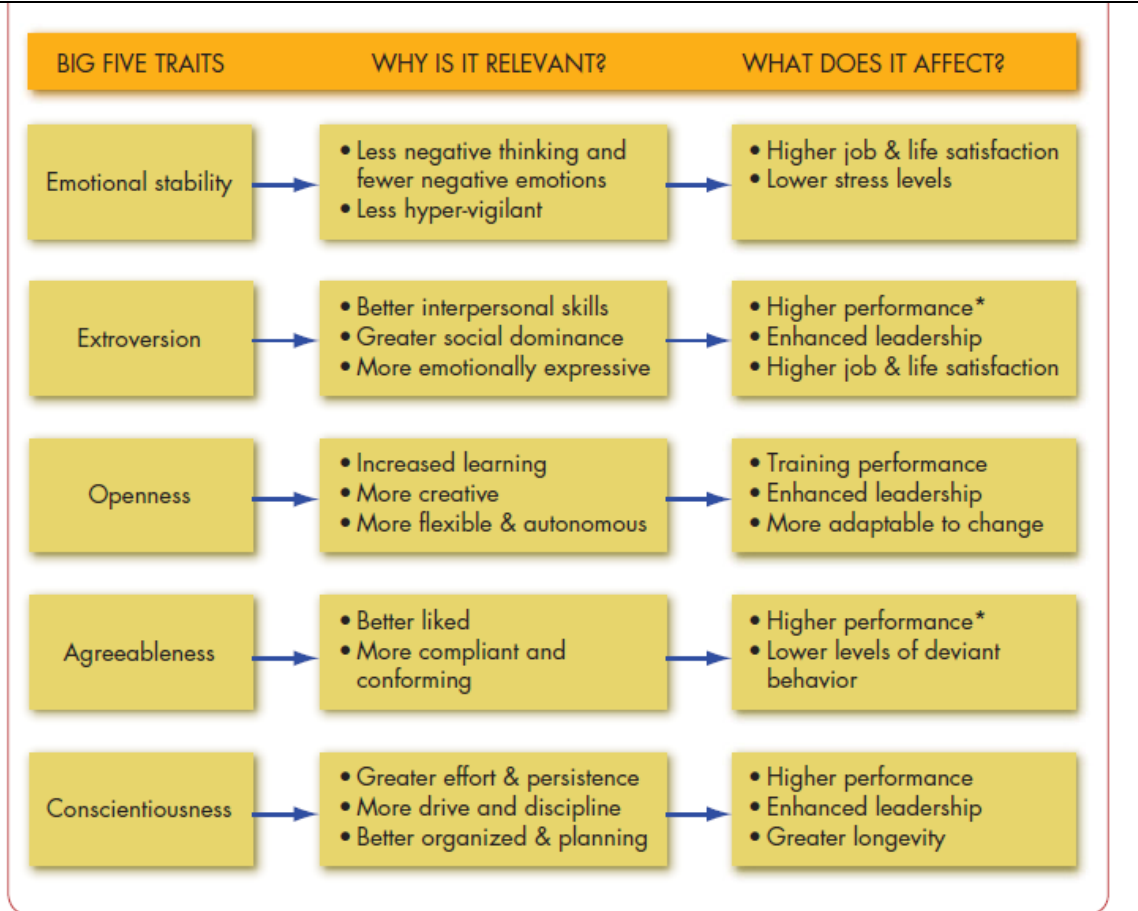 BIG FIVE TRAITS WHY IS IT RELEVANT? WHAT DOES IT AFFECT?
Emotional stability
• Less negative thinking and
fewer negative emotions
• Less hyper-vigilant
• Higher job & life satisfaction
• Lower stress levels
Extroversion
• Better interpersonal skills
• Greater social dominance
• More emotionally expressive
• Higher performance*
• Enhanced leadership
• Higher job & life satisfaction
Openness
• Increased learning
• More creative
• More flexible & autonomous
• Training performance
• Enhanced leadership
• More adaptable to change
Agreeableness
• Better liked
• More compliant and
conforming
• Higher performance*
• Lower levels of deviant
behavior
Conscientiousness
• Greater effort & persistence
• More drive and discipline
• Better organized & planning
• Higher performance
• Enhanced leadership
• Greater longevity